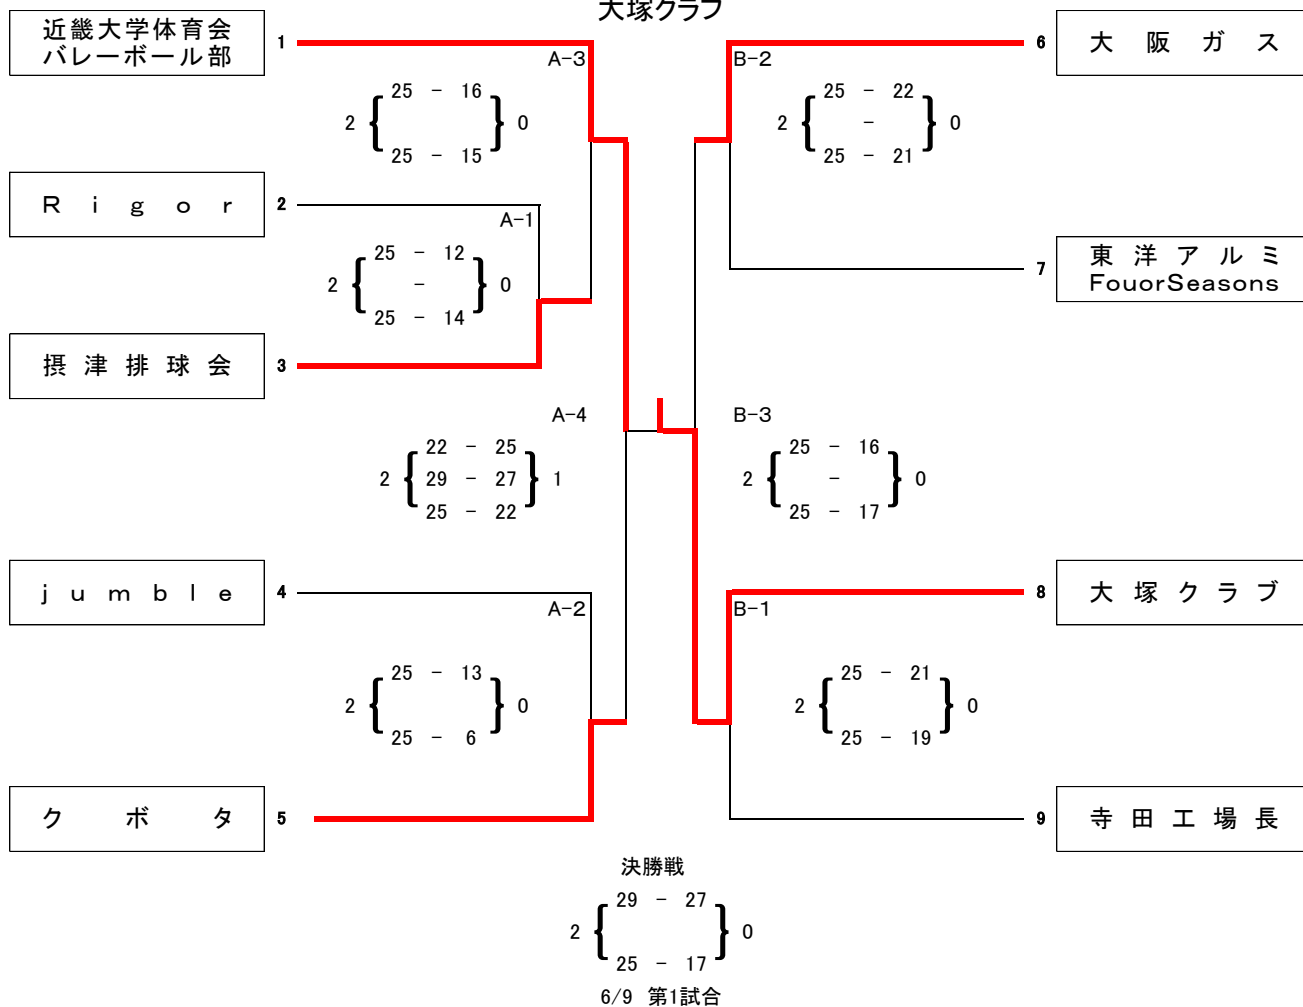 大塚クラブ
近畿大学体育会
バレーボール部
1
A-3
25 - 16
2 { } 0
25 - 15
Rigor
2
A-1
25 - 12
2 { - } 0
25 - 14
摂津排球会
3
A-4
22 - 25
2 { 29 - 27 } 1
25 - 22
jumble
4
A-2
25 - 13
2 { } 0
25 - 6
クボタ
5
B-2
6
大阪ガス
25 - 22
2 { - } 0
25 - 21
7
東洋アルミ
FouorSeasons
B-3
25 - 16
2 { - } 0
25 - 17
B-1
8
大塚クラブ
25 - 21
2 { } 0
25 - 19
9
寺田工場長
決勝戦
29 - 27
2 { } 0
25 - 17
6/9 第1試合